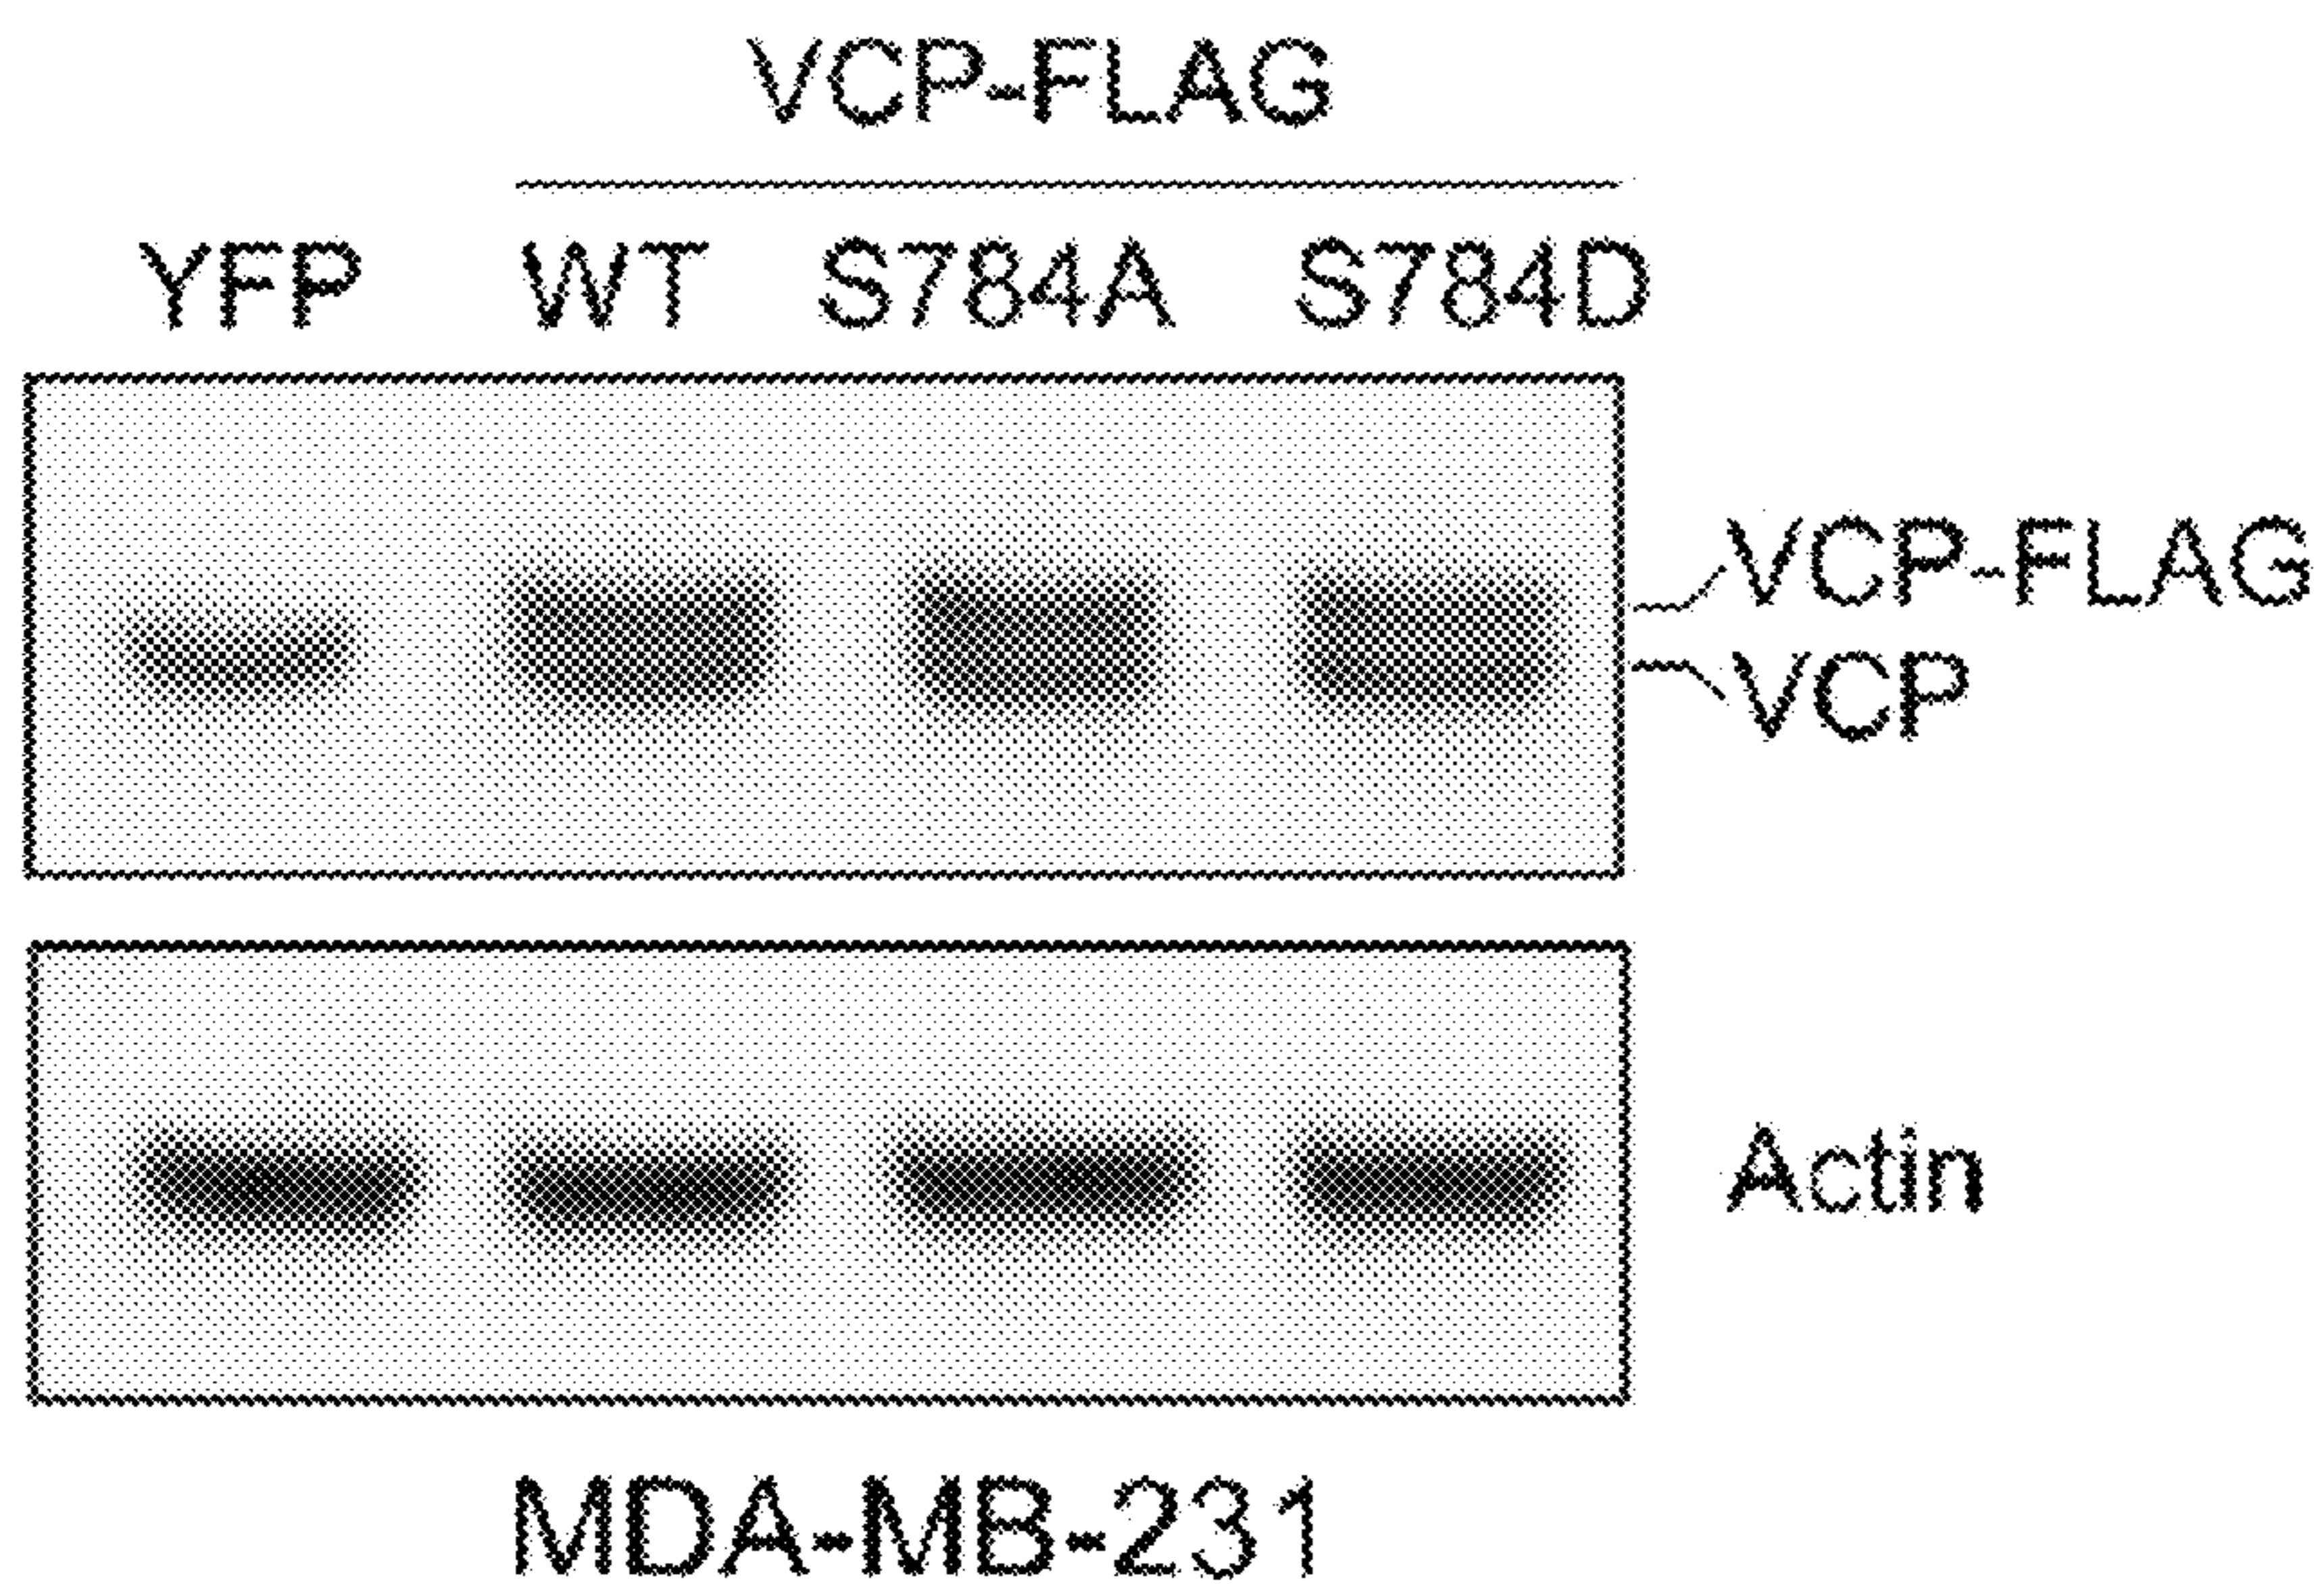 VCP-FLAG
YFP WT S784A S784D
VCP-FLAG
VCP
Actin
MDA-MB-231